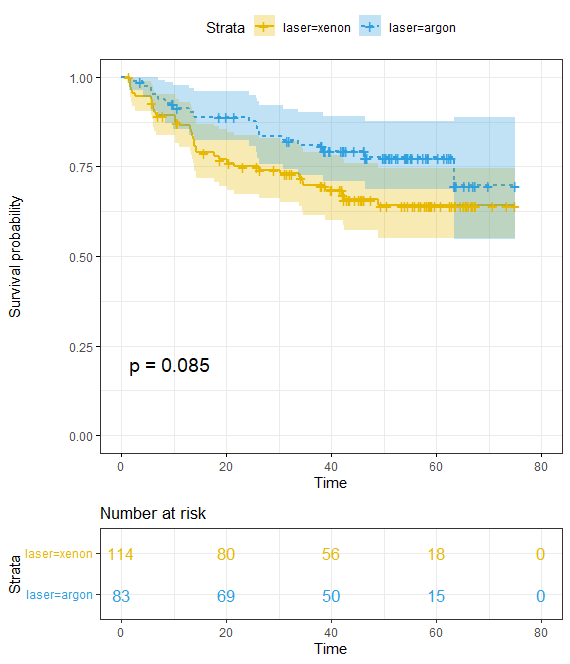 Strata laser=xenon laser=argon
1.00
0.75
0.50
0.25
0.00
Survival probability
p = 0.085
0 20 40 60 80
Time
Number at risk
Strata
laser=xenon 114 80 56 18 0
laser=argon 83 69 50 15 0
0 20 40 60 80
Time